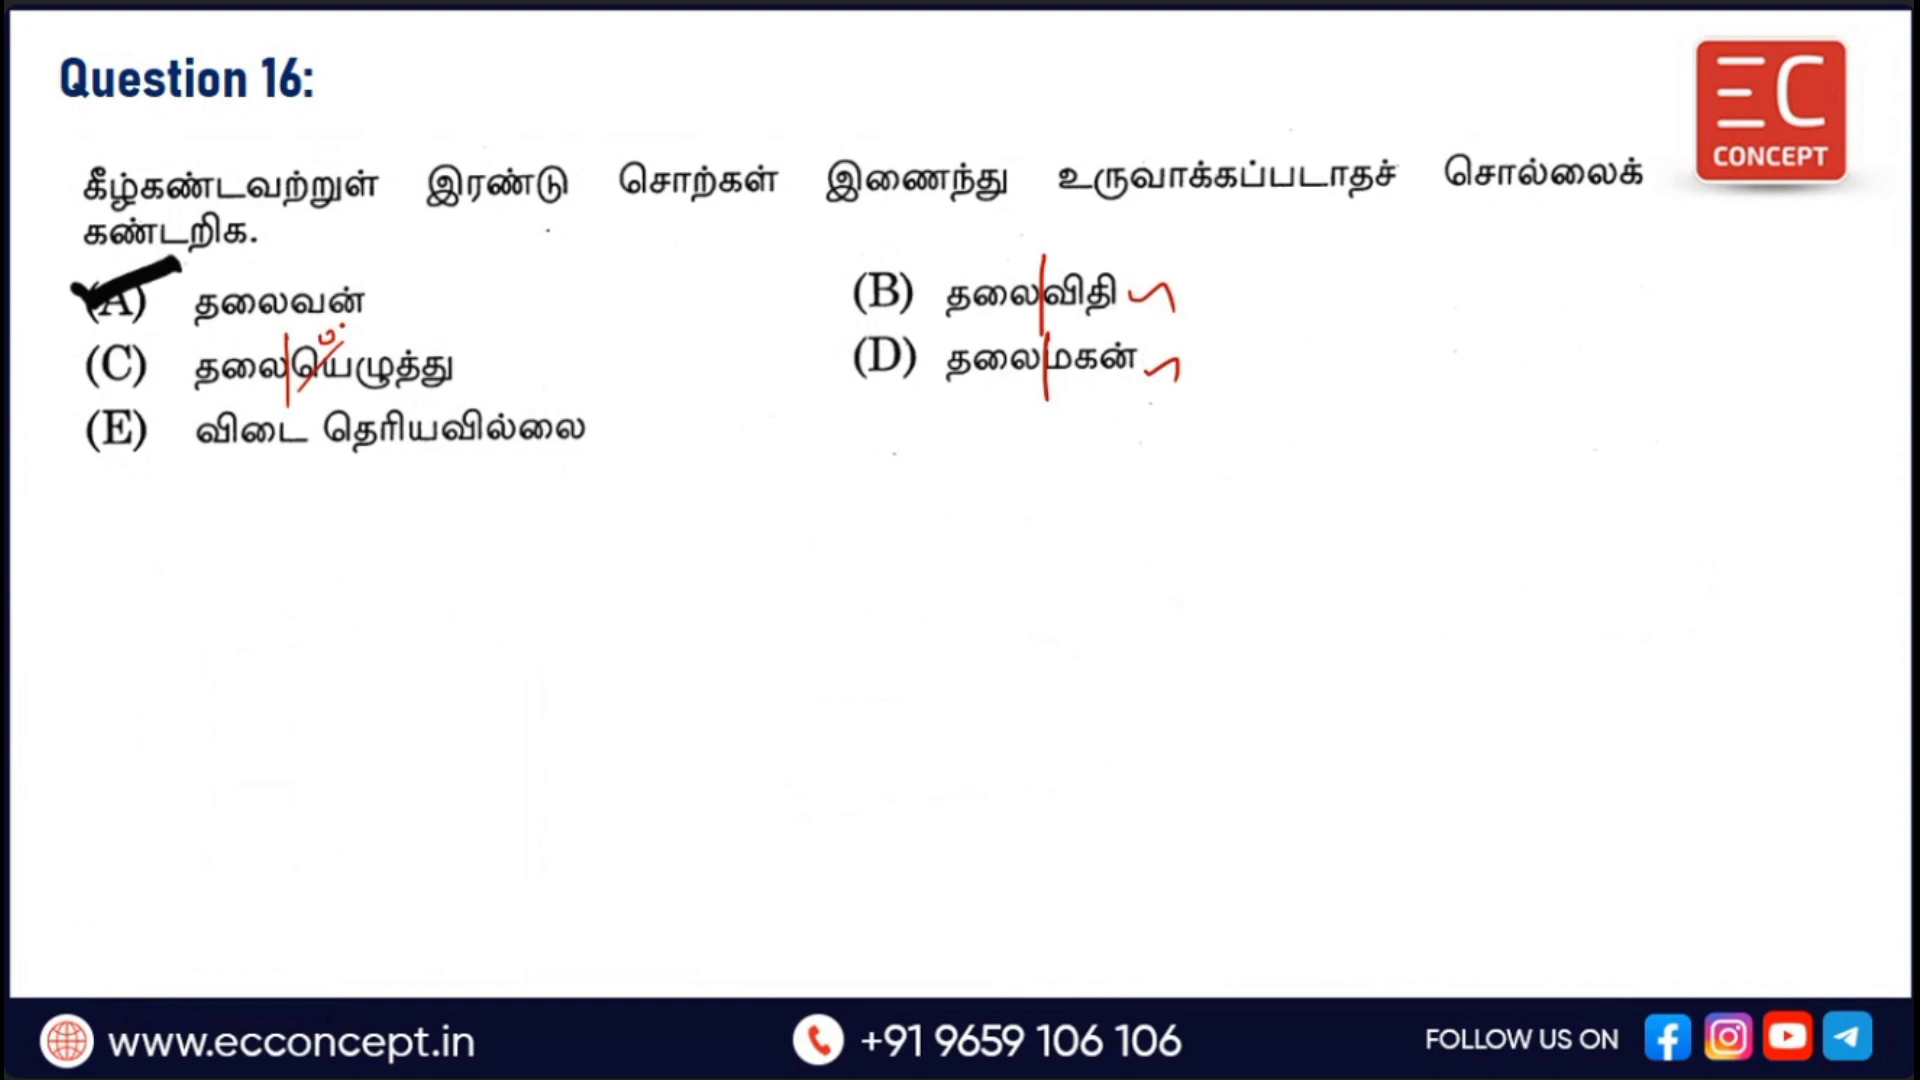 Question 16:
EC
CONCEPT
கீழ்கண்டவற்றுள் இரண்டு சொற்கள் இணைந்து உருவாக்கப்படாதச் சொல்லைக்
கண்டறிக.
(A) தலைவன்
(B) தலைவிதி
(C) தலையெழுத்து
(D) தலைமகன்
(E) விடை தெரியவில்லை
www.ecconcept.in
+91 9659 106 106
FOLLOW US ON